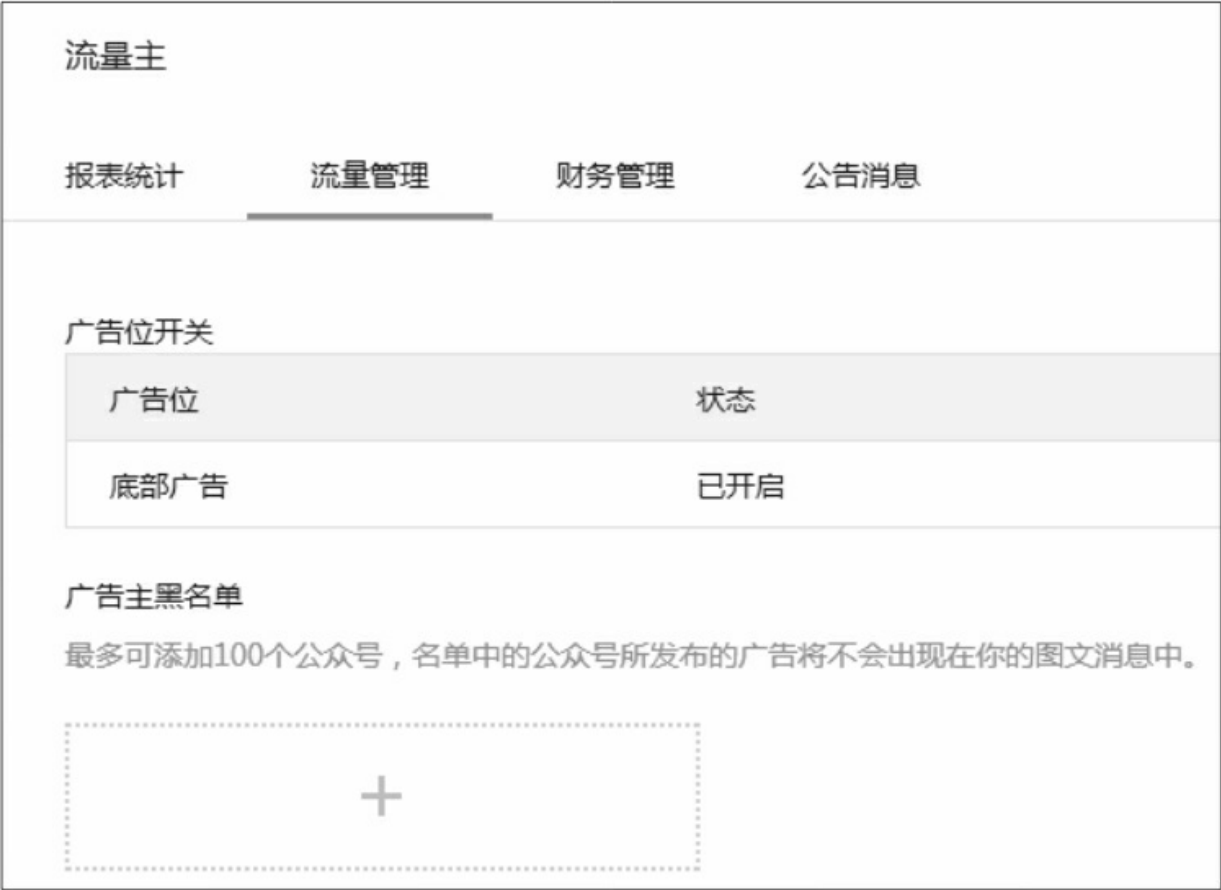 流量主
报表统计 流量管理 财务管理 公告消息
广告位开关
广告位 状态
底部广告 已开启
广告主黑名单
最多可添加100个公众号，名单中的公众号所发布的广告将不会出现在你的图文消息中。
+